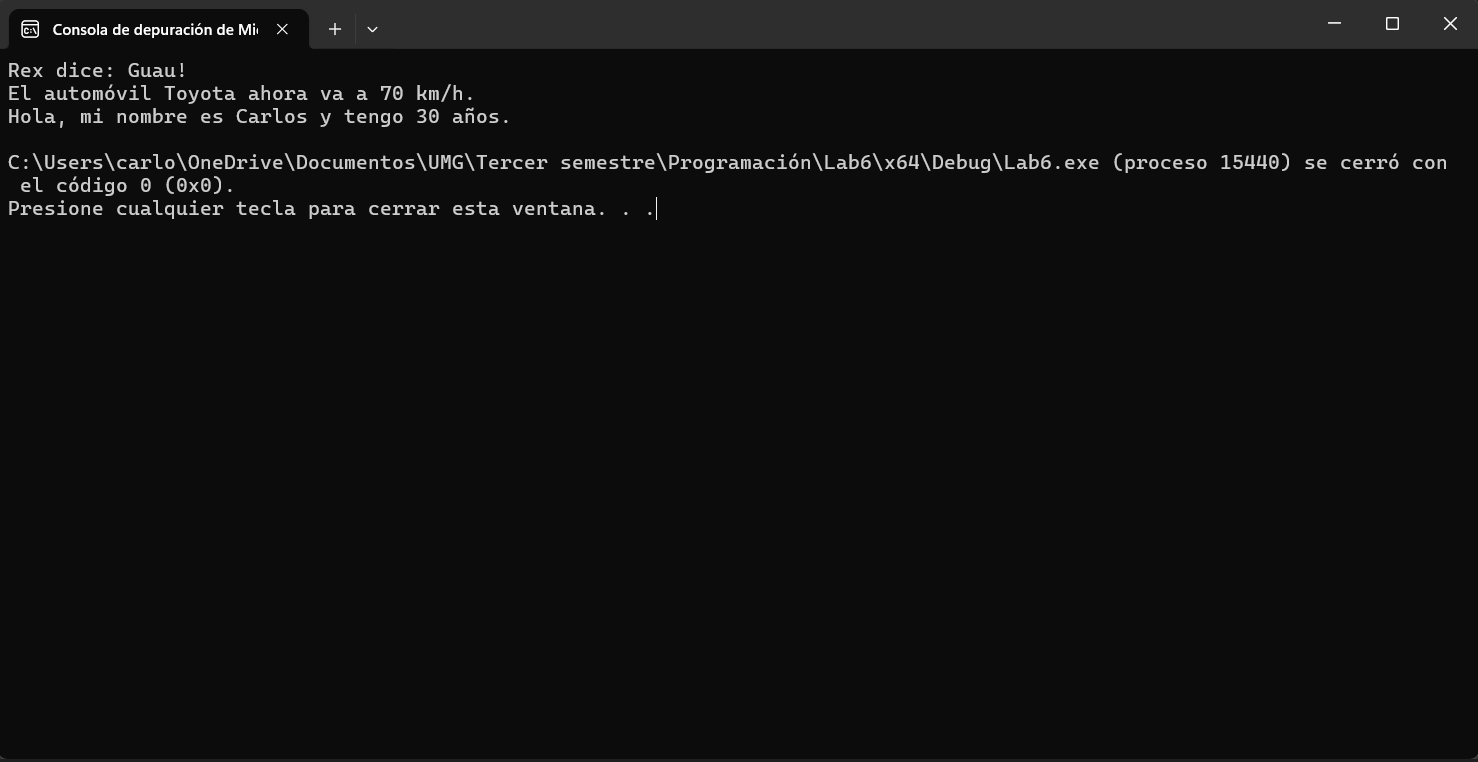 Consola de depuración de Mi
Rex dice: Guau!
El automóvil Toyota ahora va a 70 km/h.
Hola, mi nombre es Carlos y tengo 30 años.
C:\Users\carlo\OneDrive\Documentos\UMG\Tercer semestre\Programación\Lab6\x64\Debug\Lab6.exe (proceso 15440) se cerró con
el código 0 (0x0).
Presione cualquier tecla para cerrar esta ventana. . .